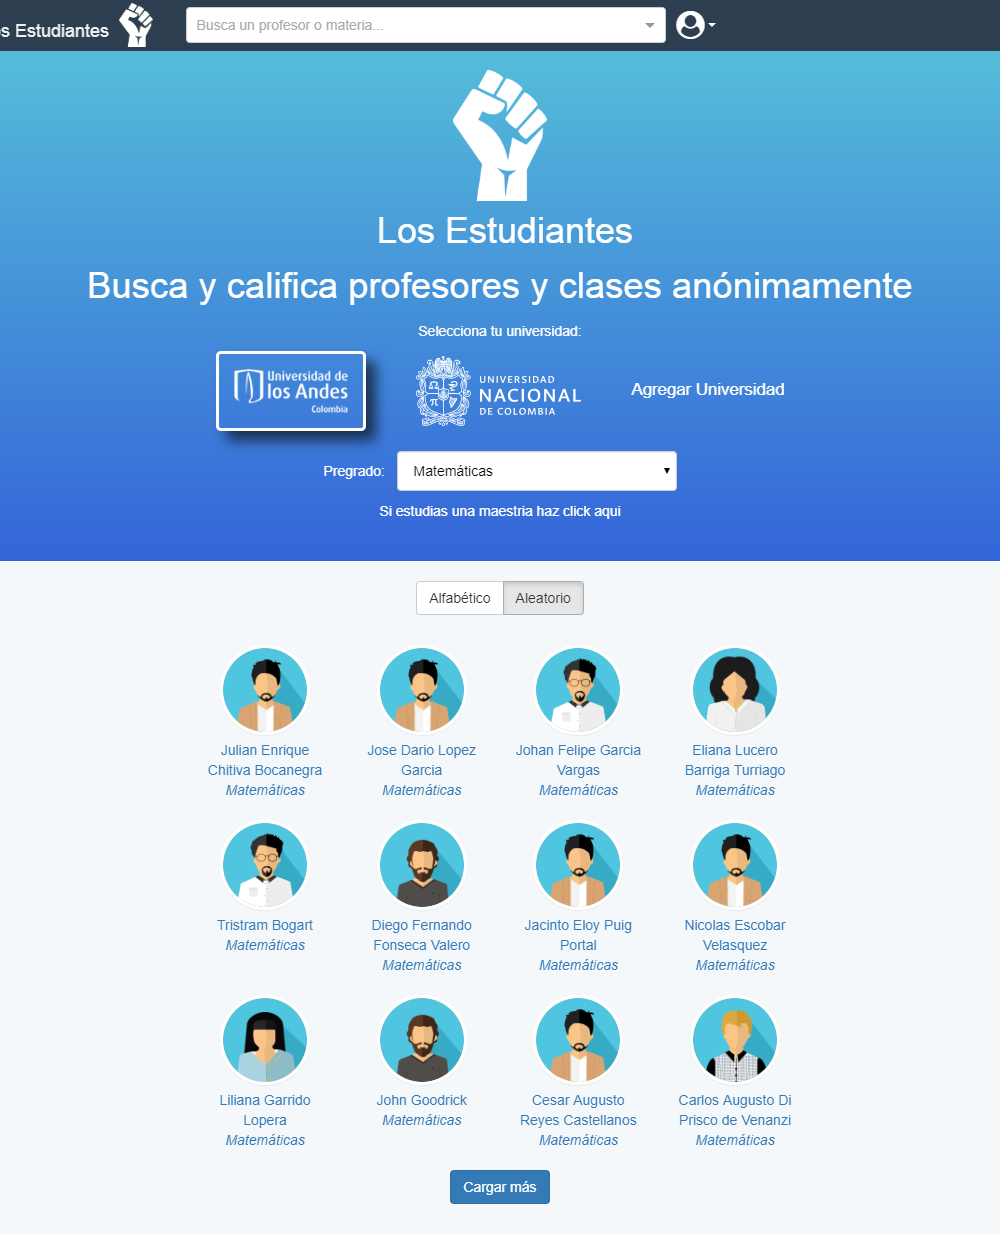 s Estudiantes
Busca un profesor o materia...
Los Estudiantes
Busca y califica profesores y clases anónimamente
Selecciona tu universidad:
Universidad de
los Andes
Colombia
UNIVERSIDAD
NACIONAL
DE COLOMBIA
Agregar Universidad
Pregrado:
Matemáticas
Si estudias una maestria haz click aqui
Alfabético
Aleatorio
Julian Enrique
Chitiva Bocanegra
Matemáticas
Jose Dario Lopez
Garcia
Matemáticas
Johan Felipe Garcia
Vargas
Matemáticas
Eliana Lucero
Barriga Turriago
Matemáticas
Tristram Bogart
Matemáticas
Diego Fernando
Fonseca Valero
Matemáticas
Jacinto Eloy Puig
Portal
Matemáticas
Nicolas Escobar
Velasquez
Matemáticas
Liliana Garrido
Lopera
Matemáticas
John Goodrick
Matemáticas
Cesar Augusto
Reyes Castellanos
Matemáticas
Carlos Augusto Di
Prisco de Venanzi
Matemáticas
Cargar más